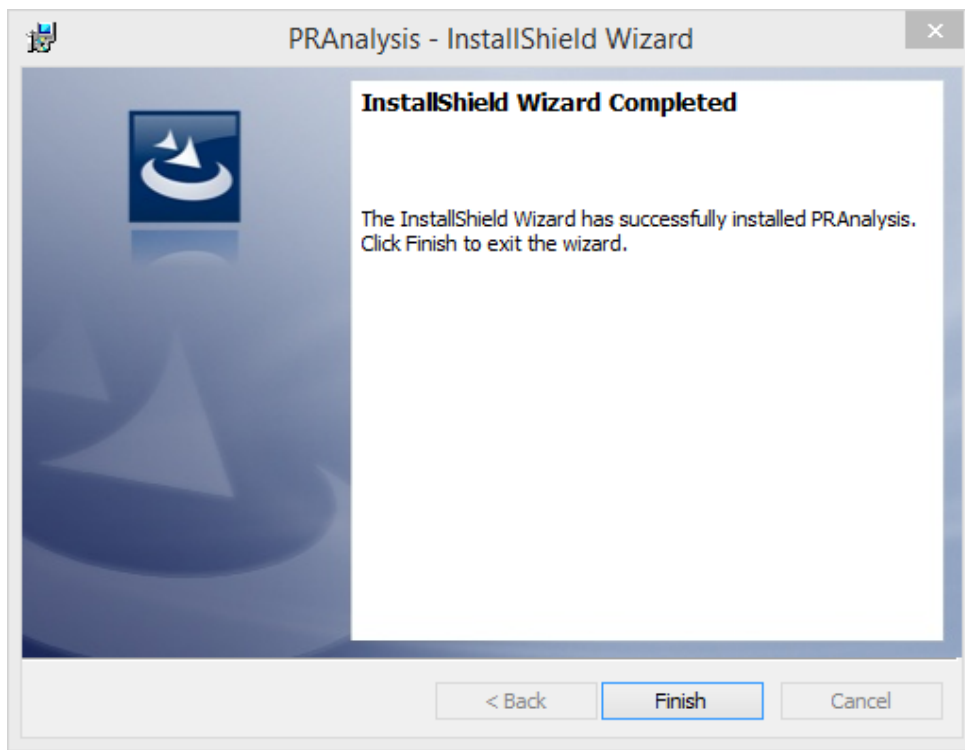 PRAnalysis - InstallShield Wizard
InstallShield Wizard Completed
The InstallShield Wizard has successfully installed PRAnalysis.
Click Finish to exit the wizard.
< Back
Finish
Cancel